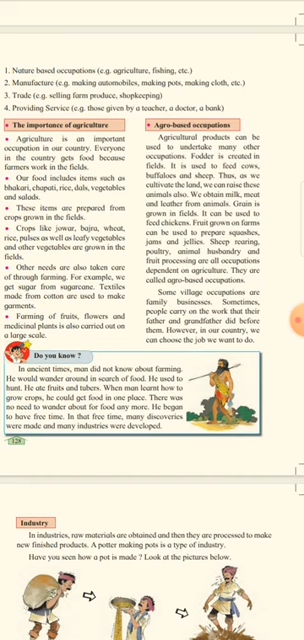 1. Nature based occupations (e.g. agriculture, fishing, etc.)
2. Manufacture (e.g. making automobiles, making pots, making cloth, etc.)
3. Trade (e.g. selling farm produce, shopkeeping)
4. Providing Service (e.g. those given by a teacher, a doctor, a bank)
• The importance of agriculture
• Agriculture is an important
occupation in our country. Everyone
in the country gets food because
farmers work in the fields.
• Our food includes items such as
bhakari, chapati, rice, dals, vegetables
and salads.
• These items are prepared from
crops grown in the fields.
• Crops like jowar, bajra, wheat,
rice, pulses as well as leafy vegetables
and other vegetables are grown in the
fields.
• Other needs are also taken care
of through farming. For example, we
get sugar from sugarcane. Textiles
made from cotton are used to make
garments.
• Farming of fruits, flowers and
medicinal plants is also carried out on
a large scale.
• Agro-based occupations
Agricultural products can be
used to undertake many other
occupations. Fodder is created in
fields. It is used to feed cows,
buffaloes and sheep. Thus, as we
cultivate the land, we can raise these
animals also. We obtain milk, meat
and leather from animals. Grain is
grown in fields. It can be used to
feed chickens. Fruit grown on farms
can be used to prepare squashes,
jams and jellies. Sheep rearing,
poultry, animal husbandry and
fruit processing are all occupations
dependent on agriculture. They are
called agro-based occupations.
Some village occupations are
family businesses. Sometimes,
people carry on the work that their
father and grandfather did before
them. However, in our country, we
can choose the job we want to do.
Do you know ?
In ancient times, man did not know about farming.
He would wander around in search of food. He used to
hunt. He ate fruits and tubers. When man learnt how to
grow crops, he could get food in one place. There was
no need to wander about for food any more. He began
to have free time. In that free time, many discoveries
were made and many industries were developed.
128
Industry
In industries, raw materials are obtained and then they are processed to make
new finished products. A potter making pots is a type of industry.
Have you seen how a pot is made ? Look at the pictures below.